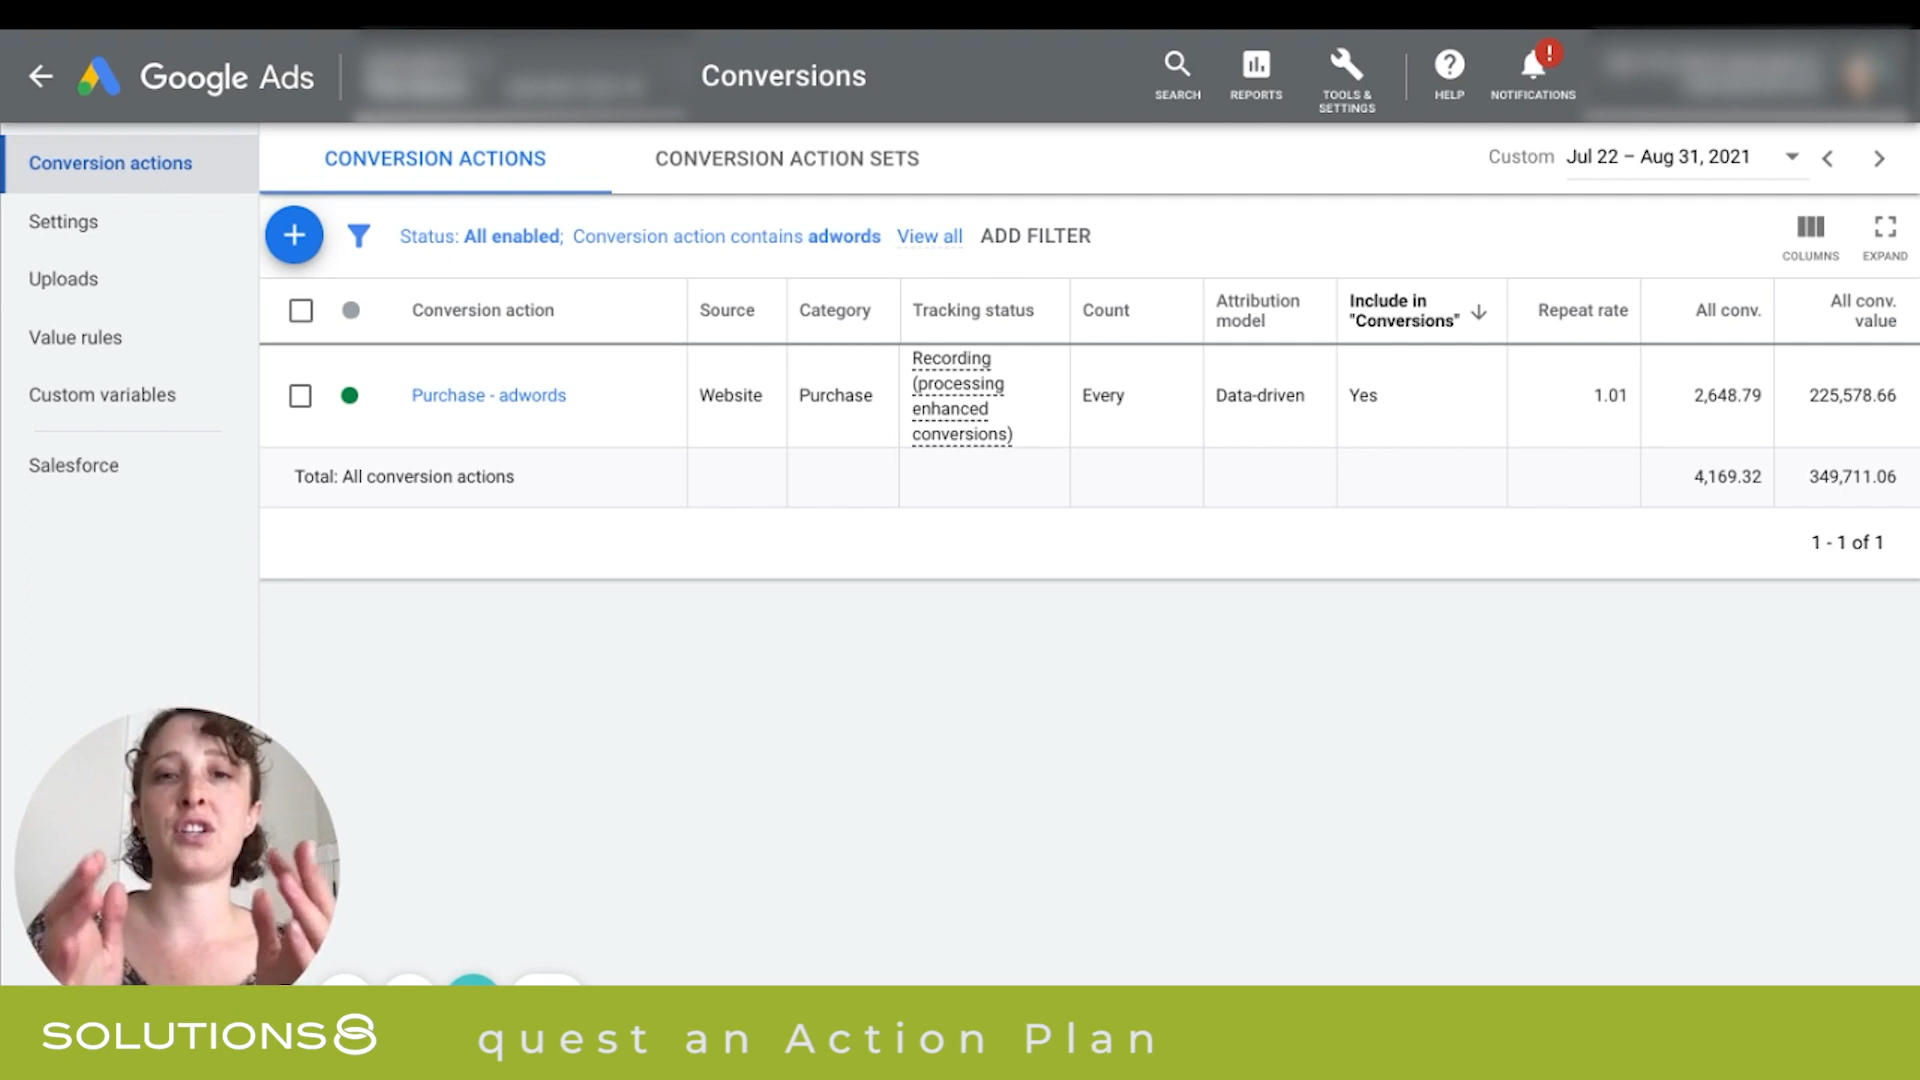 Google Ads
Conversions
SEARCH
REPORTS
TOOLS &
SETTINGS
HELP
!
NOTIFICATIONS
Conversion actions
Settings
Uploads
Value rules
Custom variables
Salesforce
CONVERSION ACTIONS
CONVERSION ACTION SETS
Custom Jul 22 – Aug 31, 2021
Status: All enabled; Conversion action contains adwords View all ADD FILTER
COLUMNS
EXPAND
Conversion action
Source
Category
Tracking status
Count
Attribution
model
Include in
"Conversions"
Repeat rate
All conv.
All conv.
value
Purchase - adwords
Website
Purchase
Recording
(processing
enhanced
conversions)
Every
Data-driven
Yes
1.01
2,648.79
225,578.66
Total: All conversion actions
4,169.32
349,711.06
1 - 1 of 1
SOLUTIONS8
quest an Action Plan